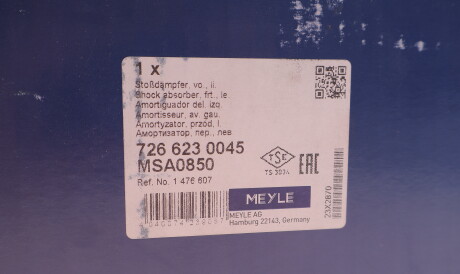 1 x
Stoßdämpfer, vo., li.
Shock absorber, frt., le
Amortiguador del. izq.
Amortisseur, av. gau.
Amortyzator, przód, l.
Амортизатор, пер., лев
726 623 0045
MSA0850
Ref. No. 1 476 607
TSE
TS 3034
EAC
MEYLE
MEYLE AG
Hamburg 22143, Germany